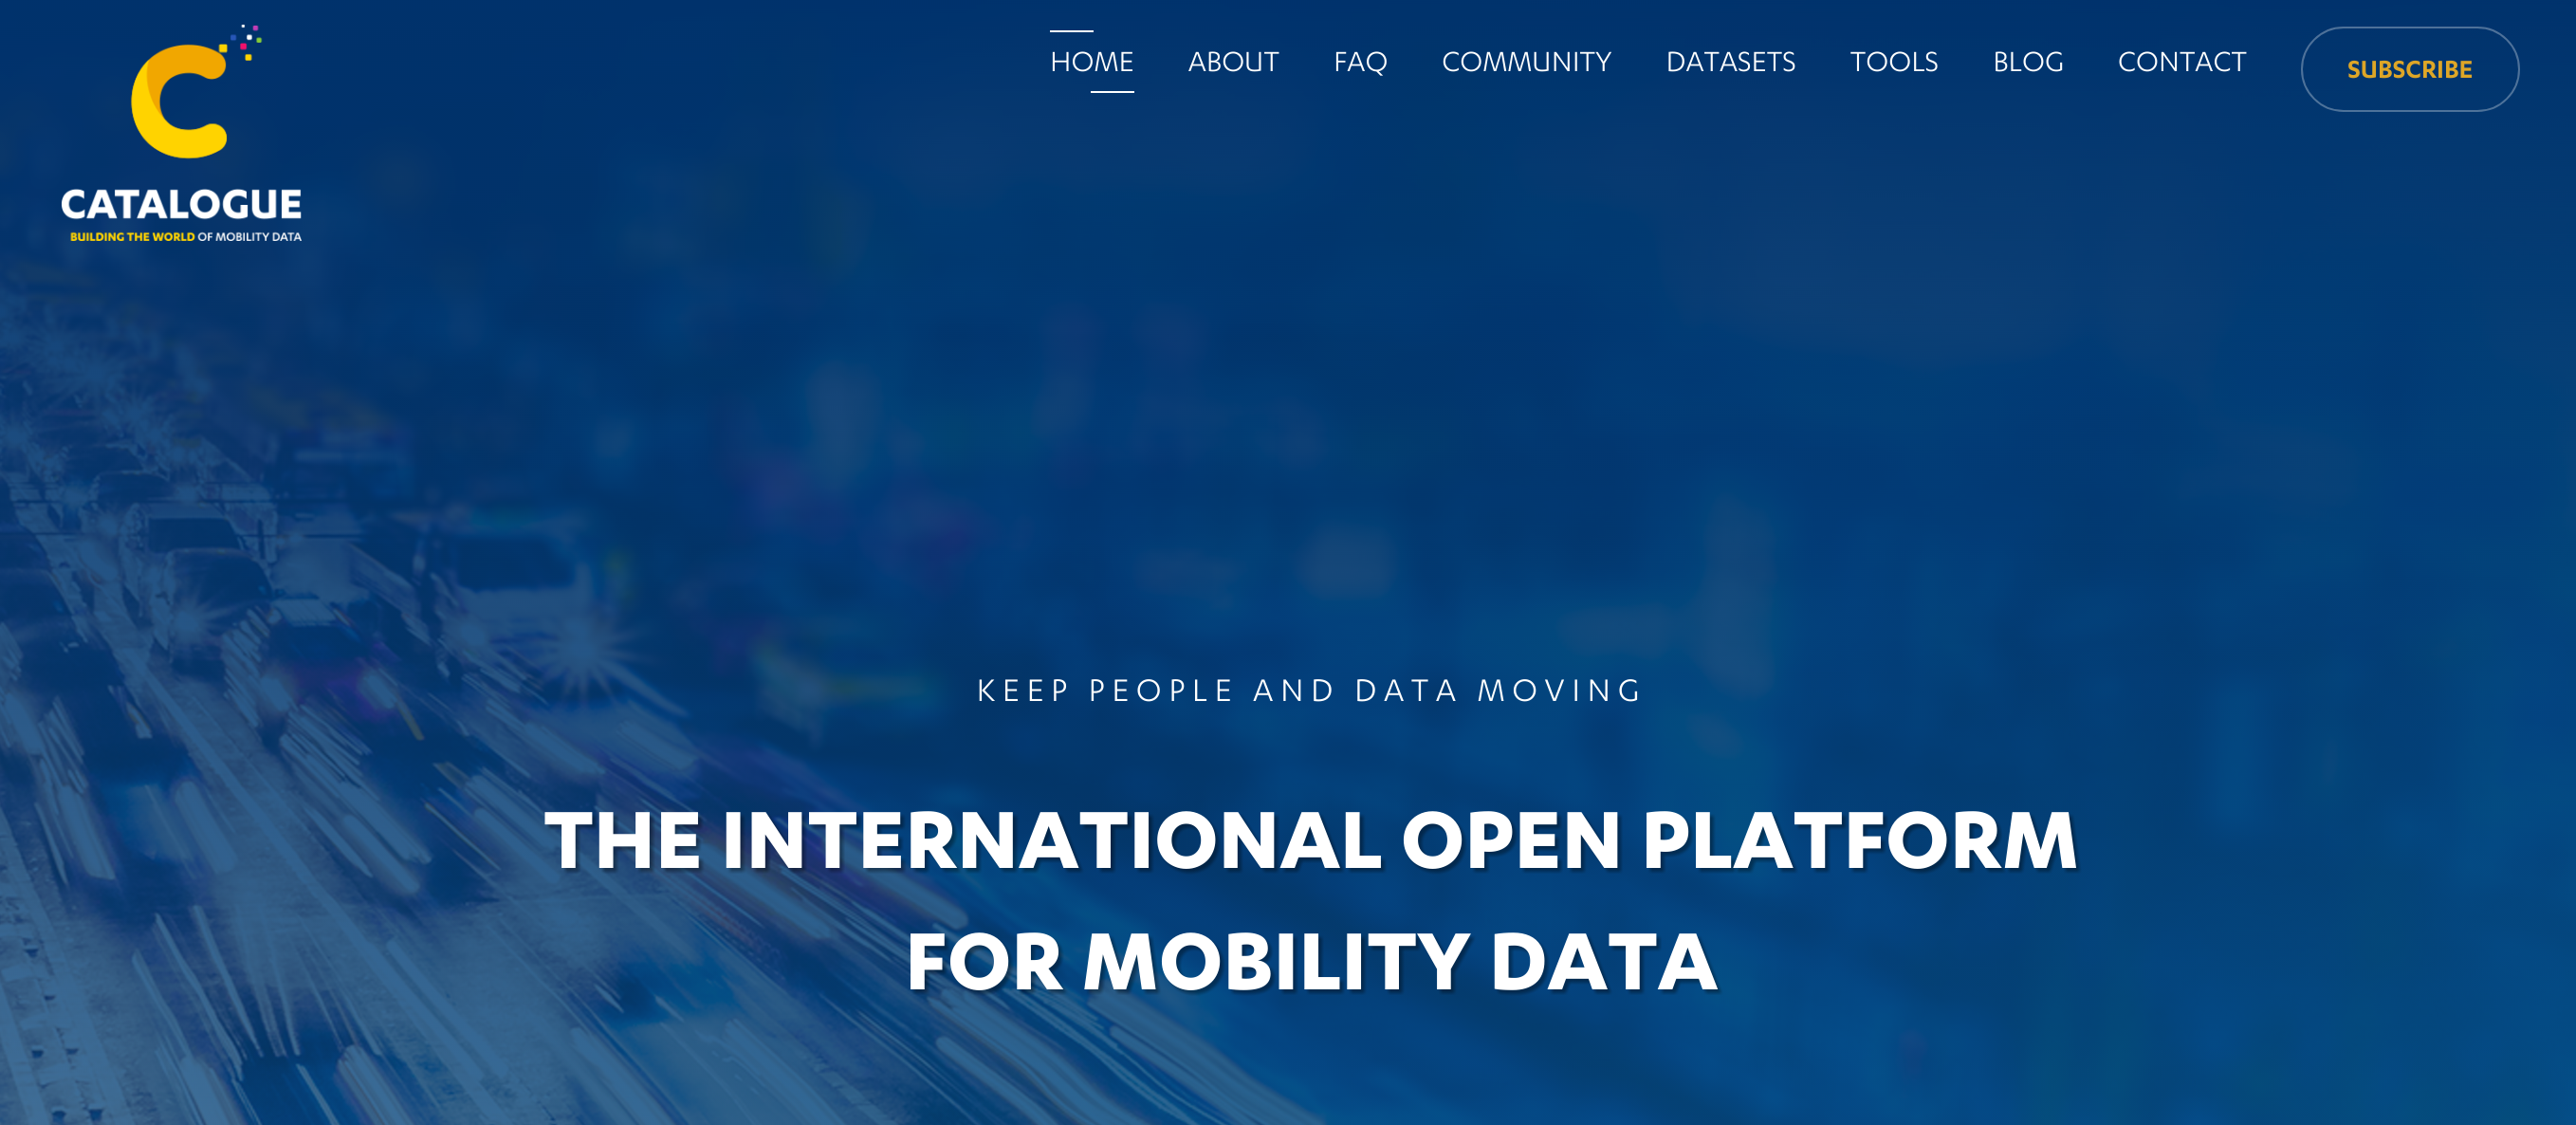 HOME ABOUT FAQ COMMUNITY DATASETS TOOLS BLOG CONTACT SUBSCRIBE
CATALOGUE
BUILDING THE WORLD OF MOBILITY DATA
KEEP PEOPLE AND DATA MOVING
THE INTERNATIONAL OPEN PLATFORM
FOR MOBILITY DATA